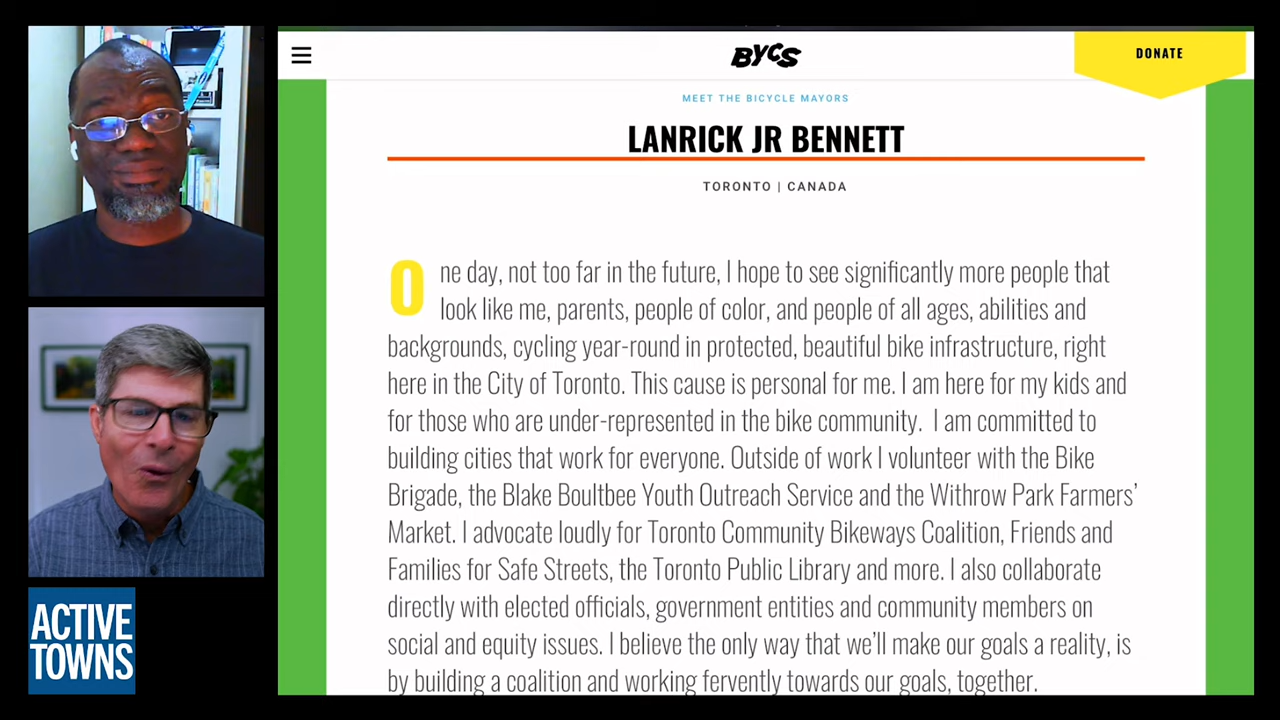 BYCS
DONATE
MEET THE BICYCLE MAYORS
LANRICK JR BENNETT
TORONTO | CANADA
One day, not too far in the future, I hope to see significantly more people that
look like me, parents, people of color, and people of all ages, abilities and
backgrounds, cycling year-round in protected, beautiful bike infrastructure, right
here in the City of Toronto. This cause is personal for me. I am here for my kids and
for those who are under-represented in the bike community. I am committed to
building cities that work for everyone. Outside of work I volunteer with the Bike
Brigade, the Blake Boultbee Youth Outreach Service and the Withrow Park Farmers'
Market. I advocate loudly for Toronto Community Bikeways Coalition, Friends and
Families for Safe Streets, the Toronto Public Library and more. I also collaborate
directly with elected officials, government entities and community members on
social and equity issues. I believe the only way that we'll make our goals a reality, is
by building a coalition and working fervently towards our goals, together.
ACTIVE
TOWNS